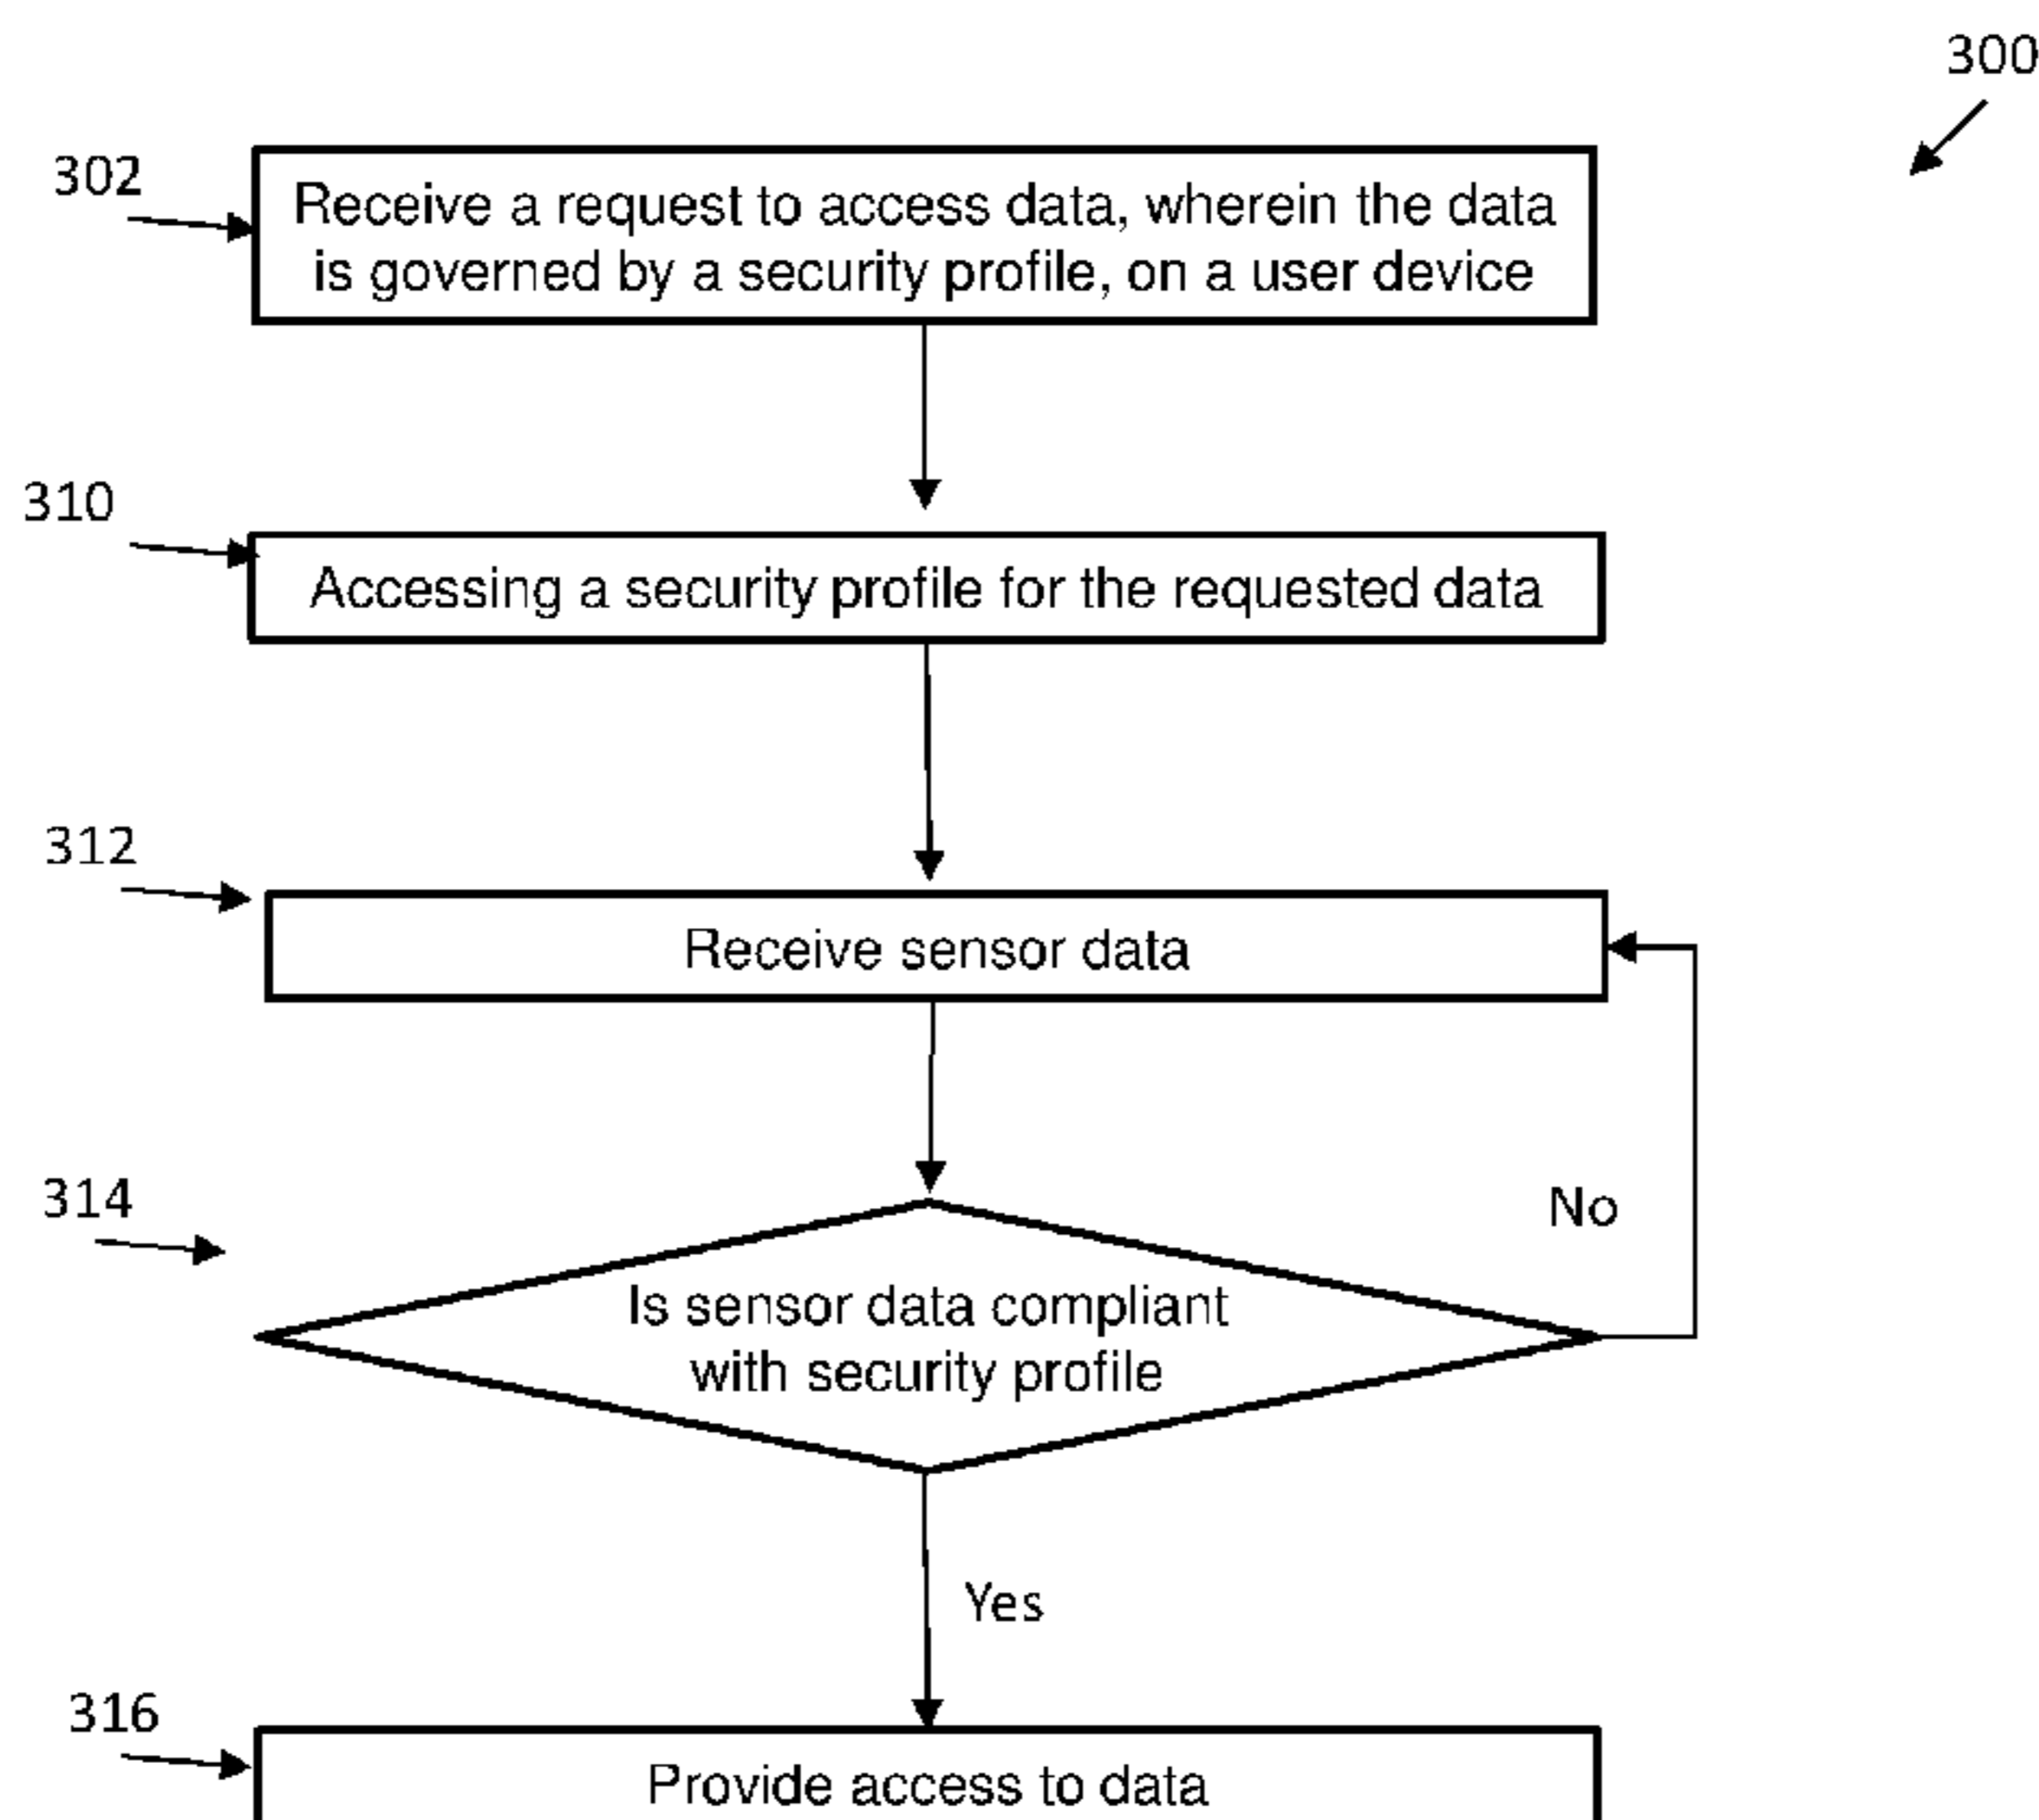 300
302
Receive a request to access data, wherein the data
is governed by a security profile, on a user device
310
Accessing a security profile for the requested data
312
Receive sensor data
314
No
Is sensor data compliant
with security profile
Yes
316
Provide access to data